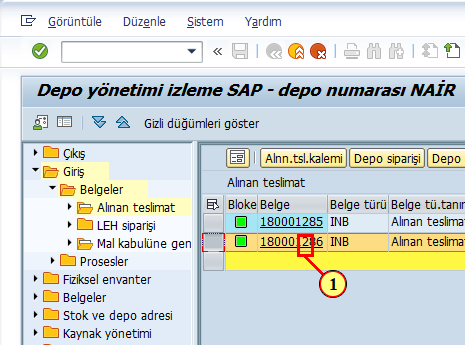 Görüntüle Düzenle Sistem Yardım
Depo yönetimi izleme SAP - depo numarası NAİR
Gizli düğümleri göster
Çıkış
Giriş
Belgeler
Alınan teslimat
LEH siparişi
Mal kabulüne gen
Prosesler
Fiziksel envanter
Belgeler
Stok ve depo adresi
Kaynak yönetimi
Alnn.tsl.kalemi Depo siparişi Depo
Alınan teslimat
Bloke Belge Belge türü Belge tü.tanım
180001285 INB Alınan teslima
180001286 INB Alınan teslima
1